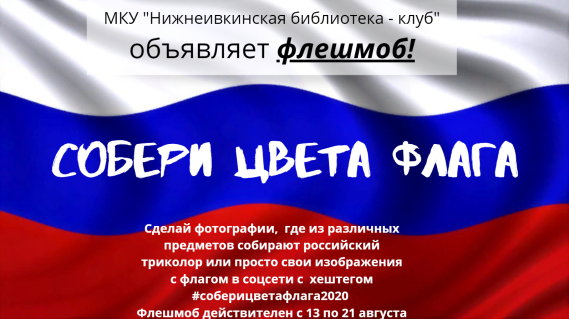 МКУ "Нижнеивкинская библиотека - клуб"
объявляет флешмоб!
СОБЕРИ ЦВЕТА ФЛАГА
Сделай фотографии, где из различных
предметов собирают российский
триколор или просто свои изображения
с флагом в соцсети с хештегом
#соберицветафлага2020
Флешмоб действителен с 13 по 21 августа